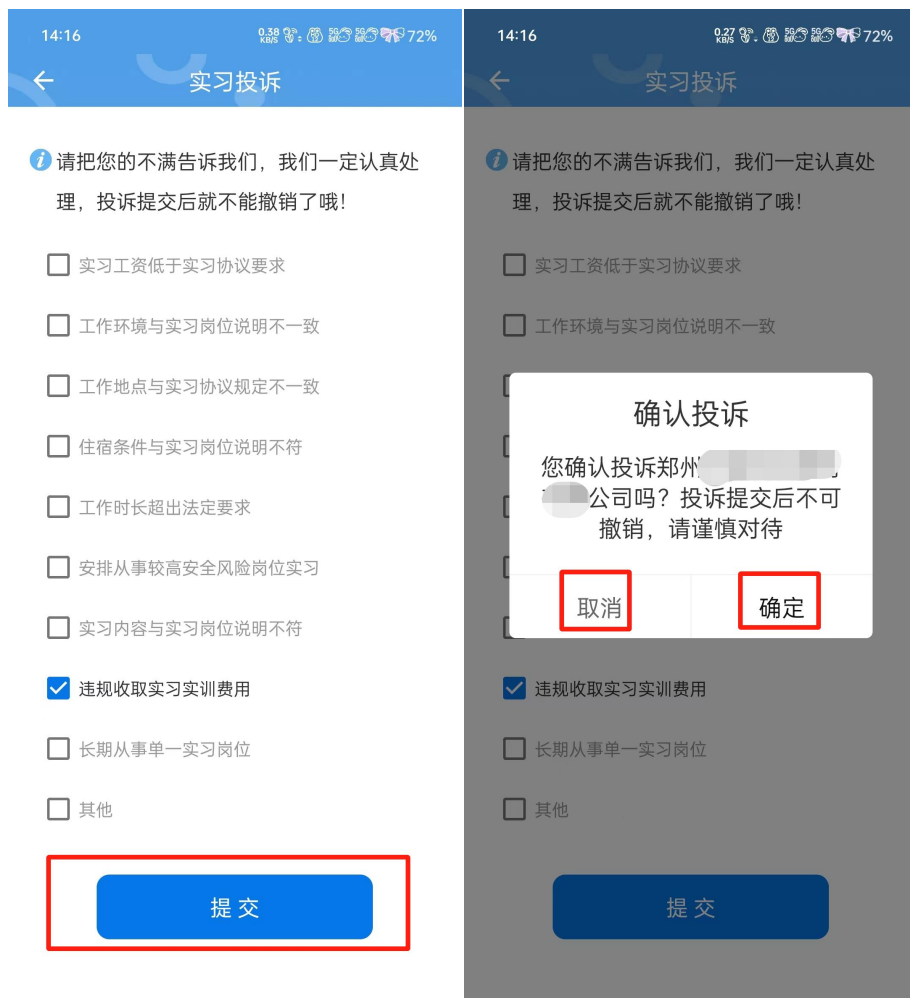 14:16
0.38 KB/S 5G 5G 72%
实习投诉
请把您的不满告诉我们，我们一定认真处
理，投诉提交后就不能撤销了哦！
实习工资低于实习协议要求
工作环境与实习岗位说明不一致
工作地点与实习协议规定不一致
住宿条件与实习岗位说明不符
工作时长超出法定要求
安排从事较高安全风险岗位实习
实习内容与实习岗位说明不符
违规收取实习实训费用
长期从事单一实习岗位
其他
提交
14:16
0.27 KB/S 5G 5G 72%
实习投诉
请把您的不满告诉我们，我们一定认真处
理，投诉提交后就不能撤销了哦！
实习工资低于实习协议要求
工作环境与实习岗位说明不一致
确认投诉
您确认投诉郑州
公司吗？投诉提交后不可
撤销，请谨慎对待
取消
确定
违规收取实习实训费用
长期从事单一实习岗位
其他
提交